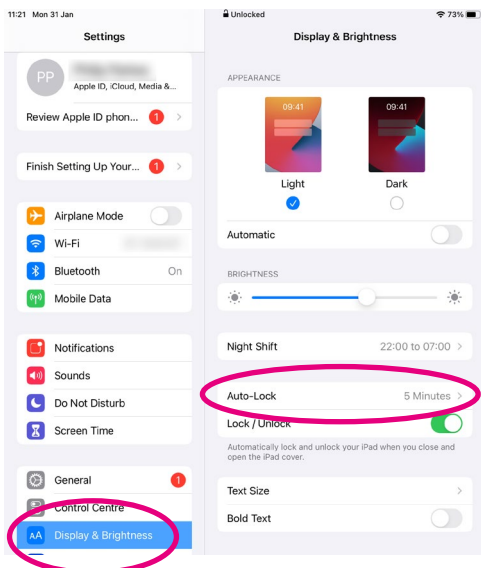 11:21 Mon 31 Jan
Unlocked
73%
Settings
PP
Apple ID, iCloud, Media &...
Review Apple ID phon... 1
Finish Setting Up Your... 1
Airplane Mode
Wi-Fi
Bluetooth On
Mobile Data
Notifications
Sounds
Do Not Disturb
Screen Time
General 1
Control Centre
AA Display & Brightness
Display & Brightness
APPEARANCE
09:41 09:41
Light Dark
Automatic
BRIGHTNESS
Night Shift 22:00 to 07:00
Auto-Lock 5 Minutes
Lock / Unlock
Automatically lock and unlock your iPad when you close and
open the iPad cover.
Text Size
Bold Text